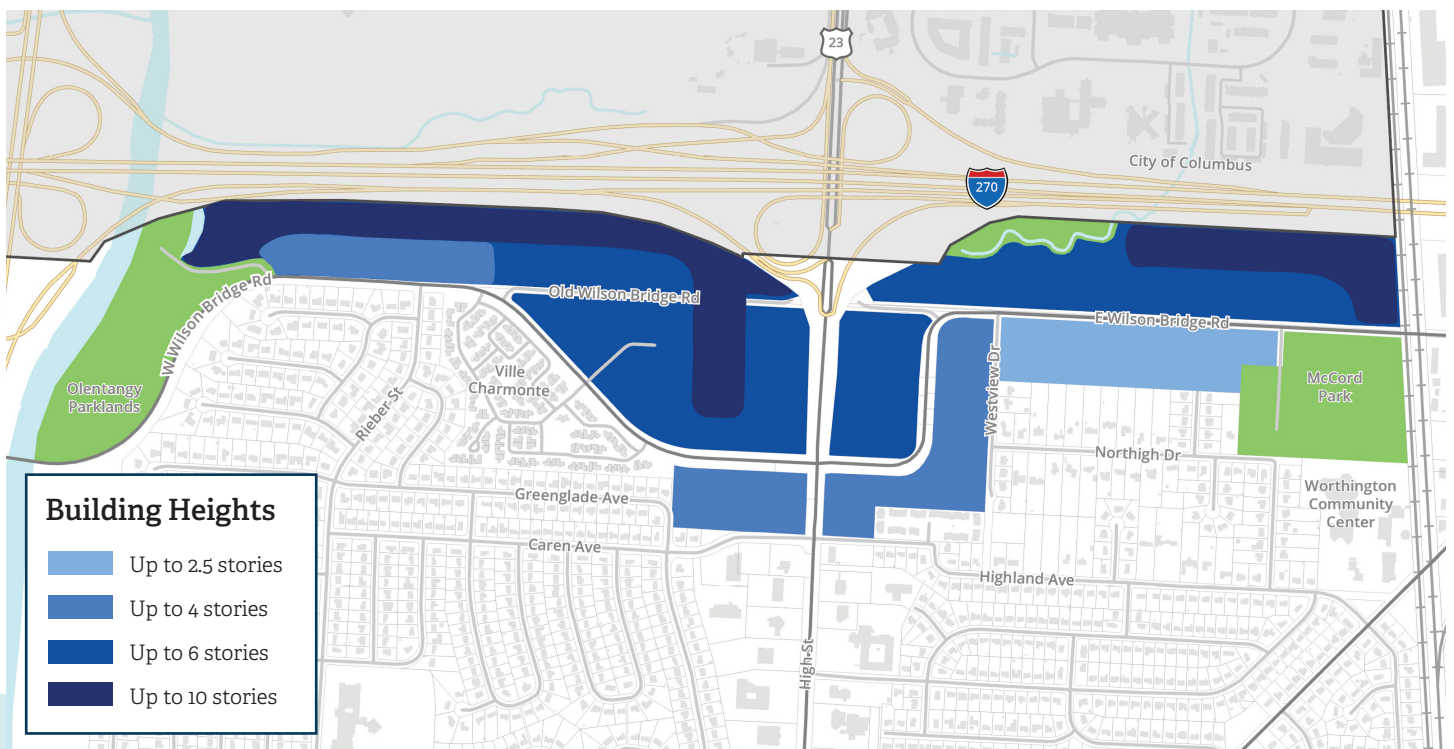 23
City of Columbus
270
W Wilson Bridge Rd
Old Wilson Bridge Rd
E Wilson Bridge Rd
Olentangy
Parklands
Rieber St
Ville
Charmonte
Westview Dr
McCord
Park
Northigh Dr
Greenglade Ave
Worthington
Community
Center
Caren Ave
Highland Ave
High St
Building Heights
Up to 2.5 stories
Up to 4 stories
Up to 6 stories
Up to 10 stories